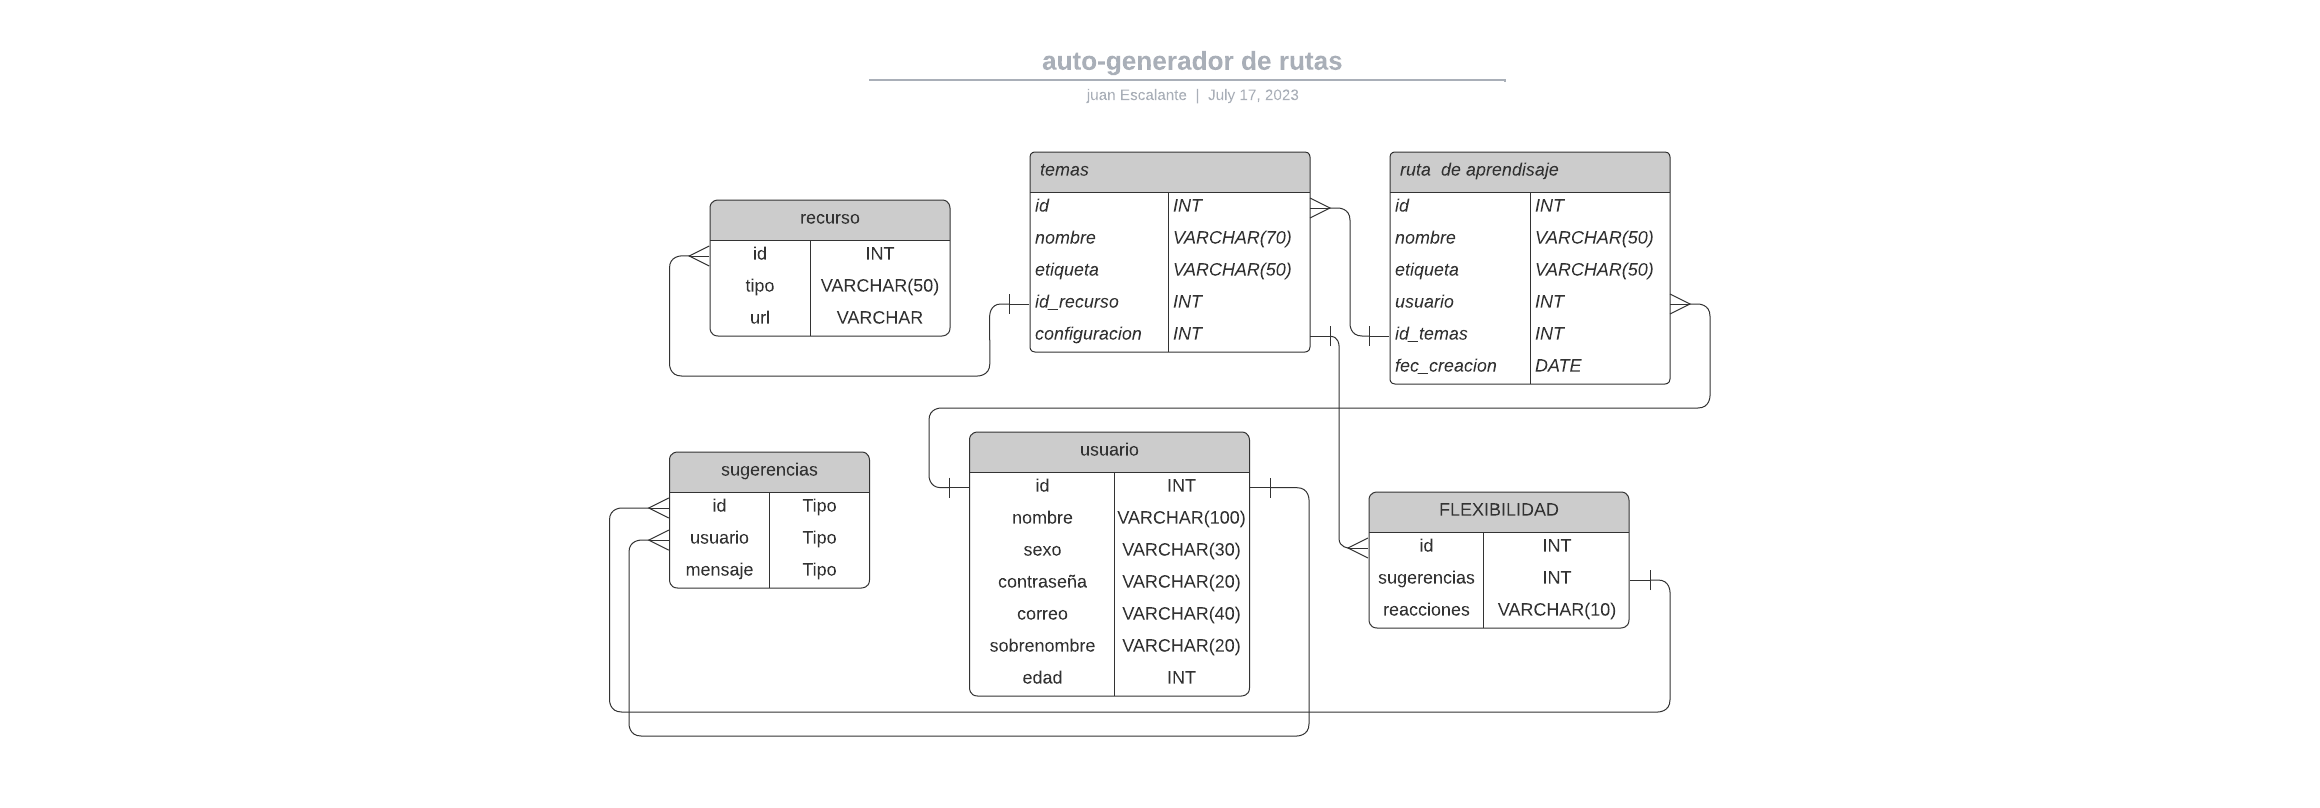 auto-generador de rutas
juan Escalante | July 17, 2023
recurso
id INT
tipo VARCHAR(50)
url VARCHAR
temas
id INT
nombre VARCHAR(70)
etiqueta VARCHAR(50)
id_recurso INT
configuracion INT
ruta de aprendisaje
id INT
nombre VARCHAR(50)
etiqueta VARCHAR(50)
usuario INT
id_temas INT
fec_creacion DATE
sugerencias
id Tipo
usuario Tipo
mensaje Tipo
usuario
id INT
nombre VARCHAR(100)
sexo VARCHAR(30)
contraseña VARCHAR(20)
correo VARCHAR(40)
sobrenombre VARCHAR(20)
edad INT
FLEXIBILIDAD
id INT
sugerencias INT
reacciones VARCHAR(10)